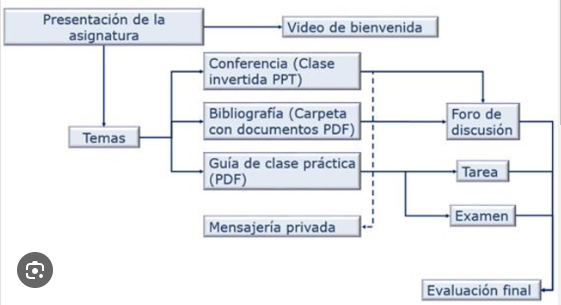 Presentación de la
asignatura
Video de bienvenida
Conferencia (Clase
invertida PPT)
Bibliografía (Carpeta
con documentos PDF)
Foro de
discusión
Temas
Guía de clase práctica
(PDF)
Tarea
Examen
Mensajería privada
Evaluación final